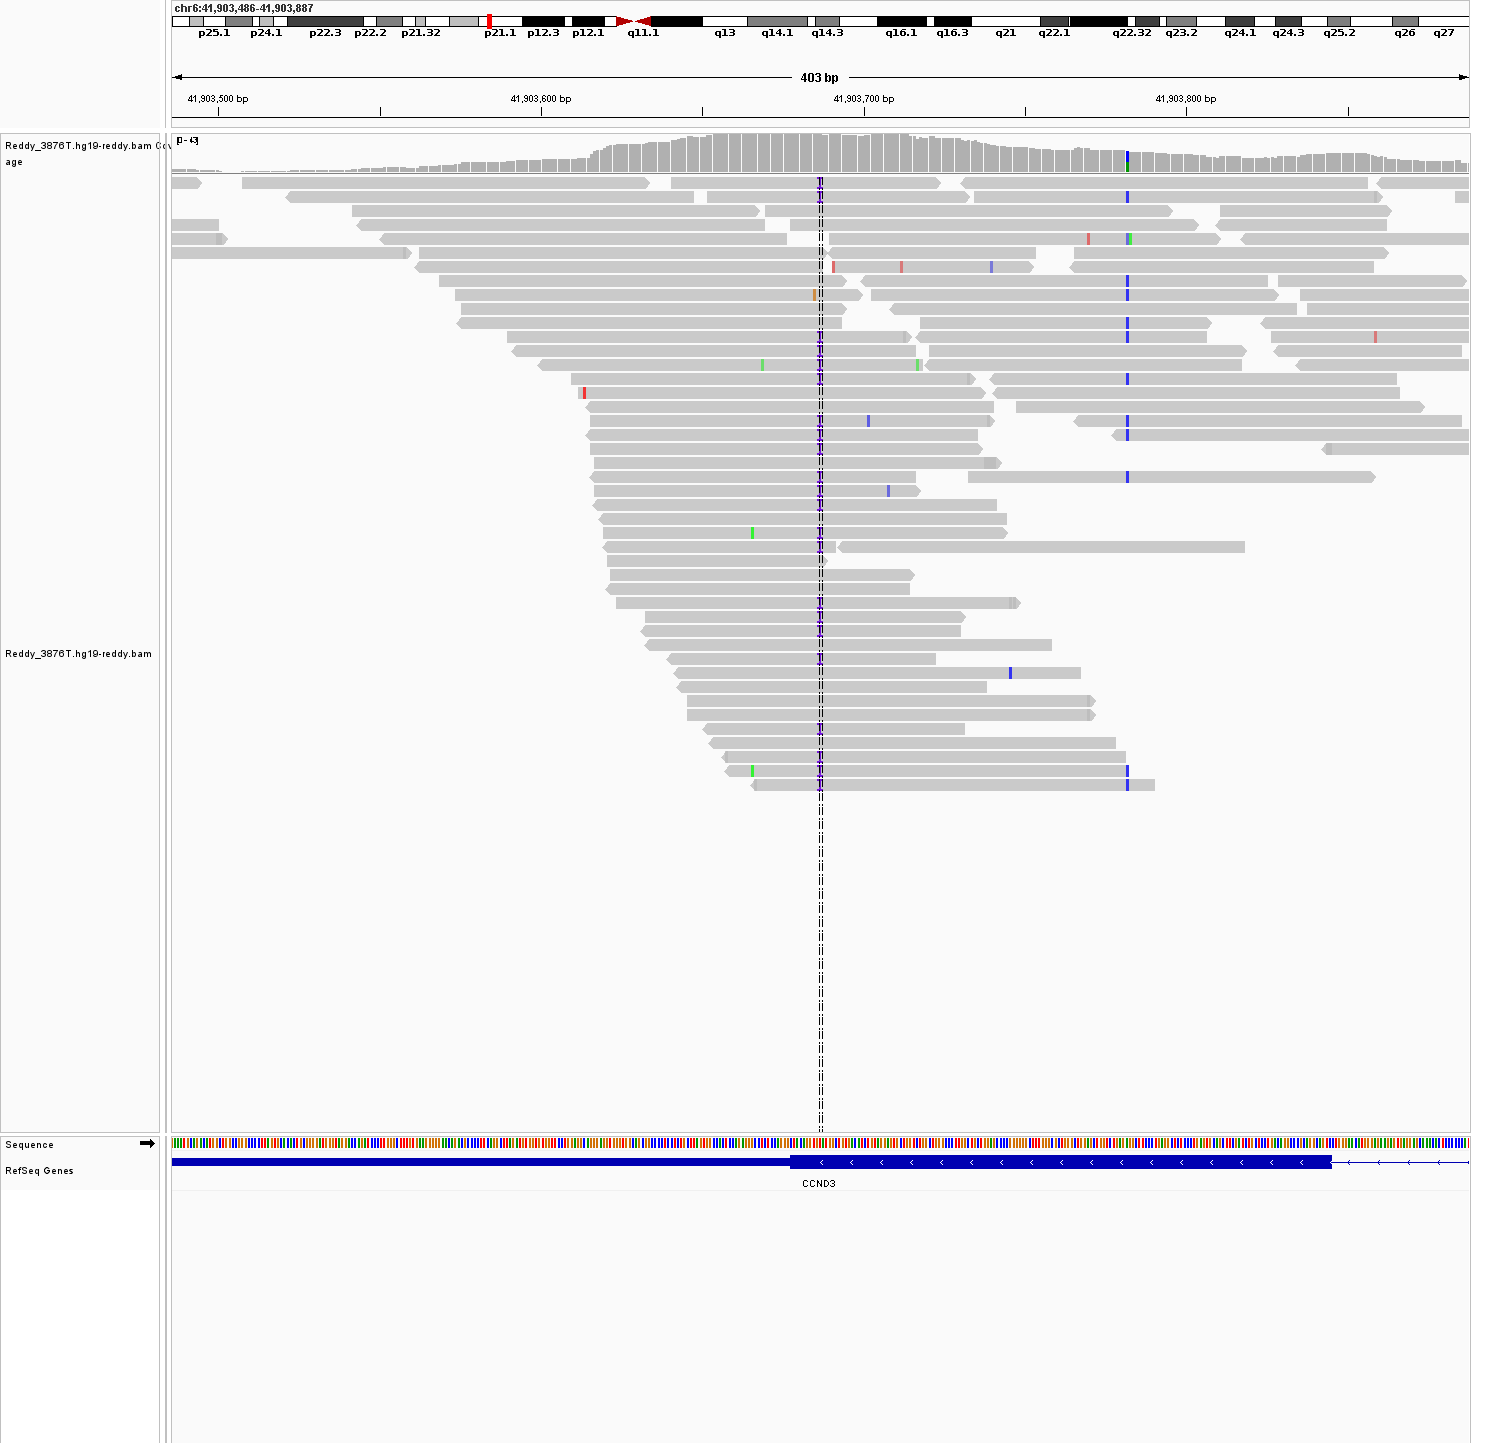 chr6:41,903,486-41,903,887
p25.1 p24.1 p22.3 p22.2 p21.32 p21.1 p12.3 p12.1 q11.1 q13 q14.1 q14.3 q16.1 q16.3 q21 q22.1 q22.32 q23.2 q24.1 q24.3 q25.2 q26 q27
403 bp
41,903,500 bp 41,903,600 bp 41,903,700 bp 41,903,800 bp
[0 - 43]
Reddy_3876T.hg19-reddy.bam Cov
age
Reddy_3876T.hg19-reddy.bam
Sequence
RefSeq Genes
CCND3